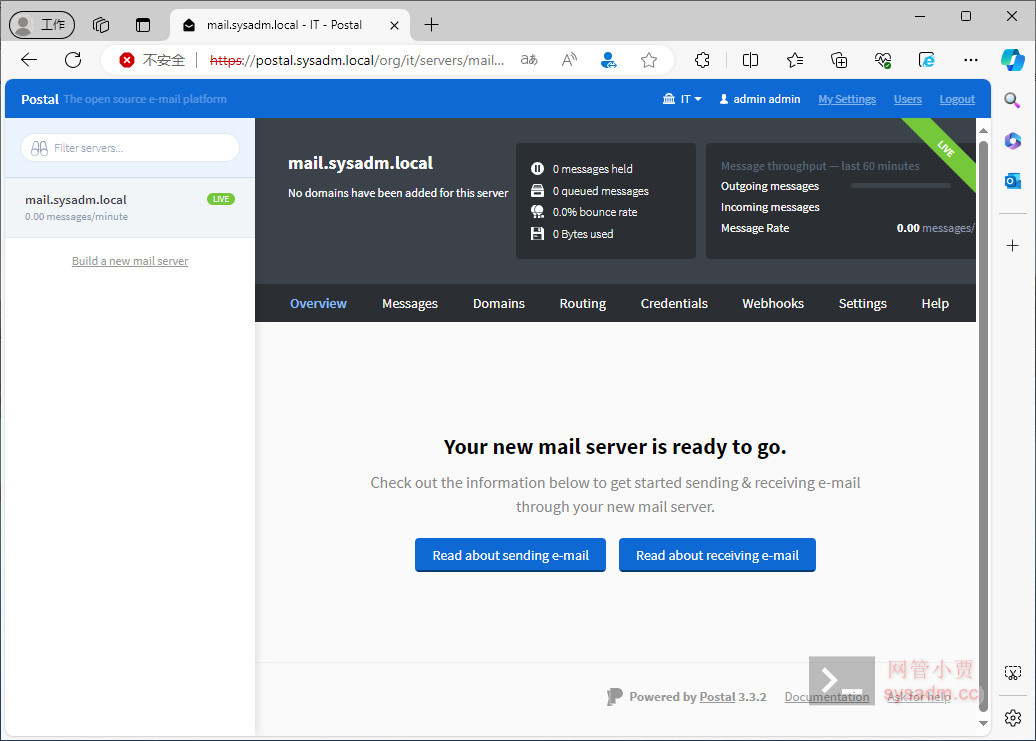 工作
mail.sysadm.local - IT - Postal
不安全
https://postal.sysadm.local/org/it/servers/mail...
aあ
Postal The open source e-mail platform
IT
admin admin
My Settings
Users
Logout
Filter servers...
mail.sysadm.local
LIVE
0.00 messages/minute
Build a new mail server
mail.sysadm.local
No domains have been added for this server
0 messages held
0 queued messages
0.0% bounce rate
0 Bytes used
Message throughput — last 60 minutes
Outgoing messages
Incoming messages
Message Rate
0.00 messages/
LIVE
Overview
Messages
Domains
Routing
Credentials
Webhooks
Settings
Help
Your new mail server is ready to go.
Check out the information below to get started sending & receiving e-mail
through your new mail server.
Read about sending e-mail
Read about receiving e-mail
Powered by Postal 3.3.2
Documentation
Ask for help
网管小贾
sysadm.cc